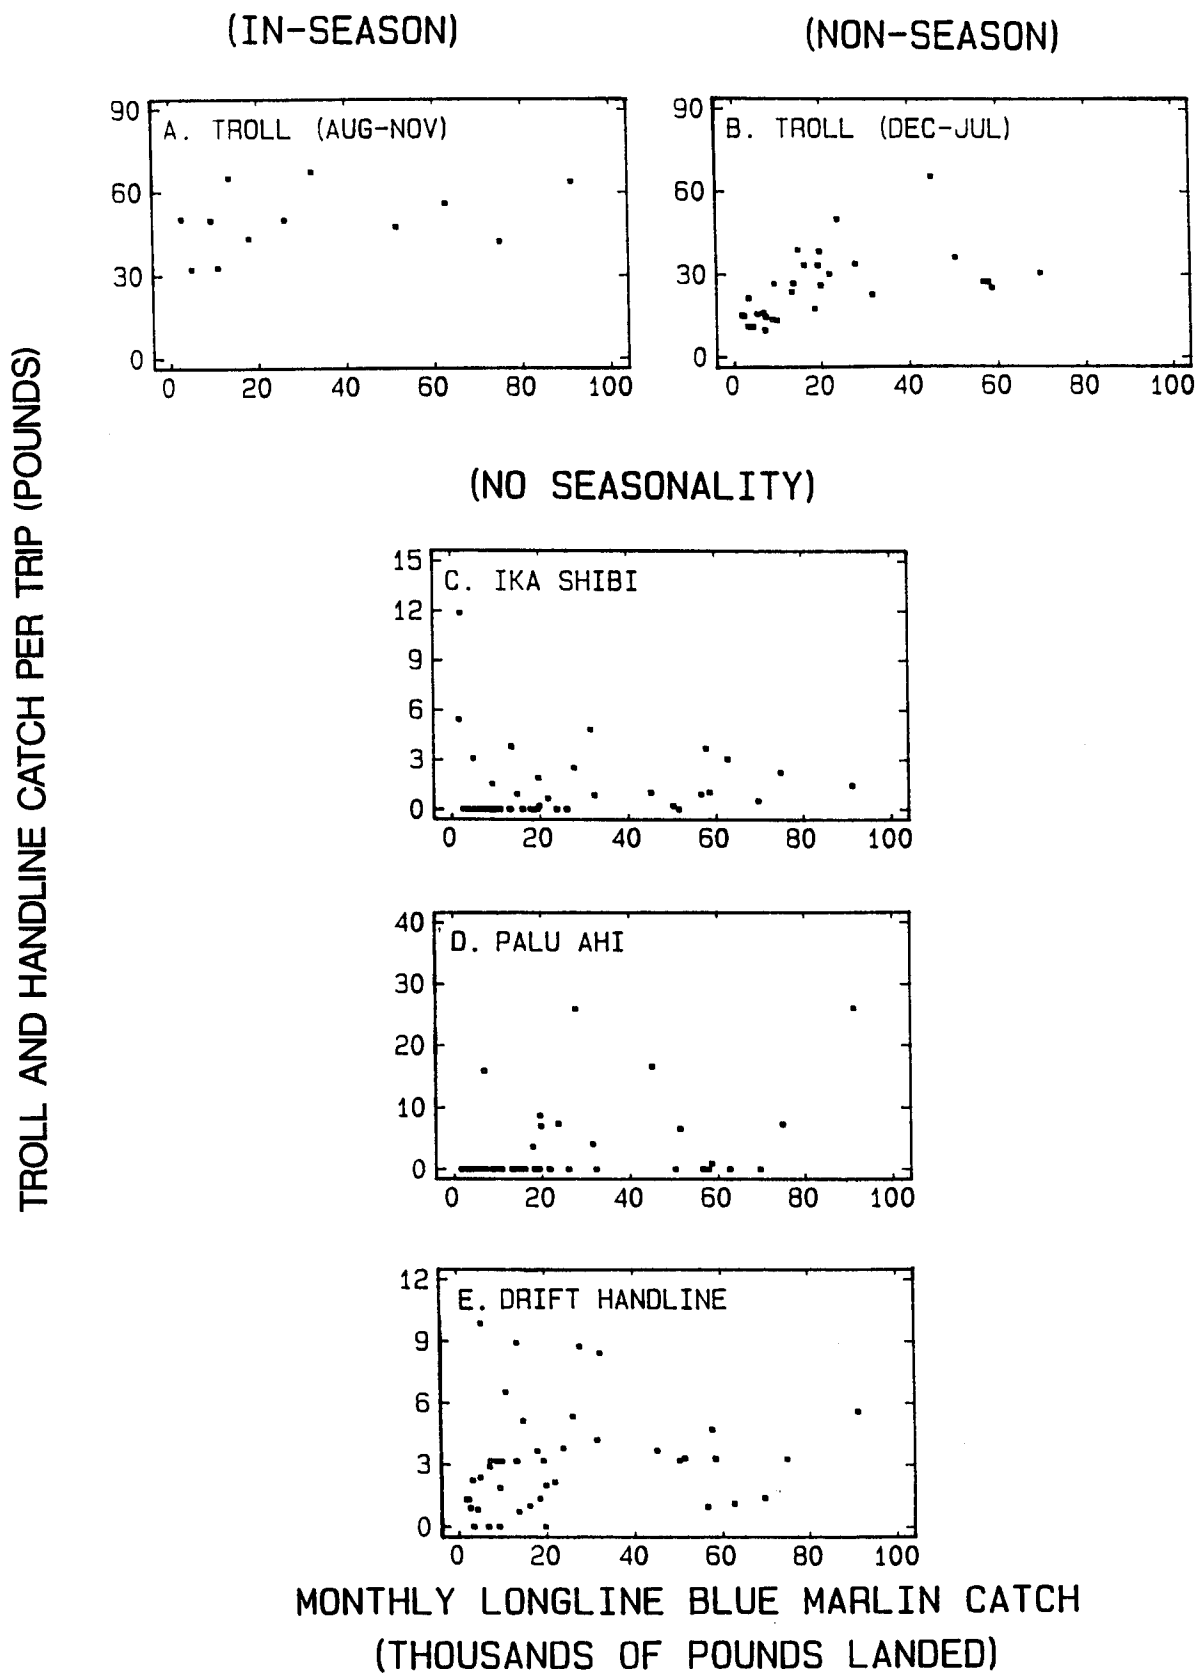 (IN-SEASON)
(NON-SEASON)
A. TROLL (AUG-NOV)
90
60
30
0
0 20 40 60 80 100
B. TROLL (DEC-JUL)
90
60
30
0
0 20 40 60 80 100
TROLL AND HANDLINE CATCH PER TRIP (POUNDS)
(NO SEASONALITY)
C. IKA SHIBI
15
12
9
6
3
0
0 20 40 60 80 100
D. PALU AHI
40
30
20
10
0
0 20 40 60 80 100
E. DRIFT HANDLINE
12
9
6
3
0
0 20 40 60 80 100
MONTHLY LONGLINE BLUE MARLIN CATCH
(THOUSANDS OF POUNDS LANDED)